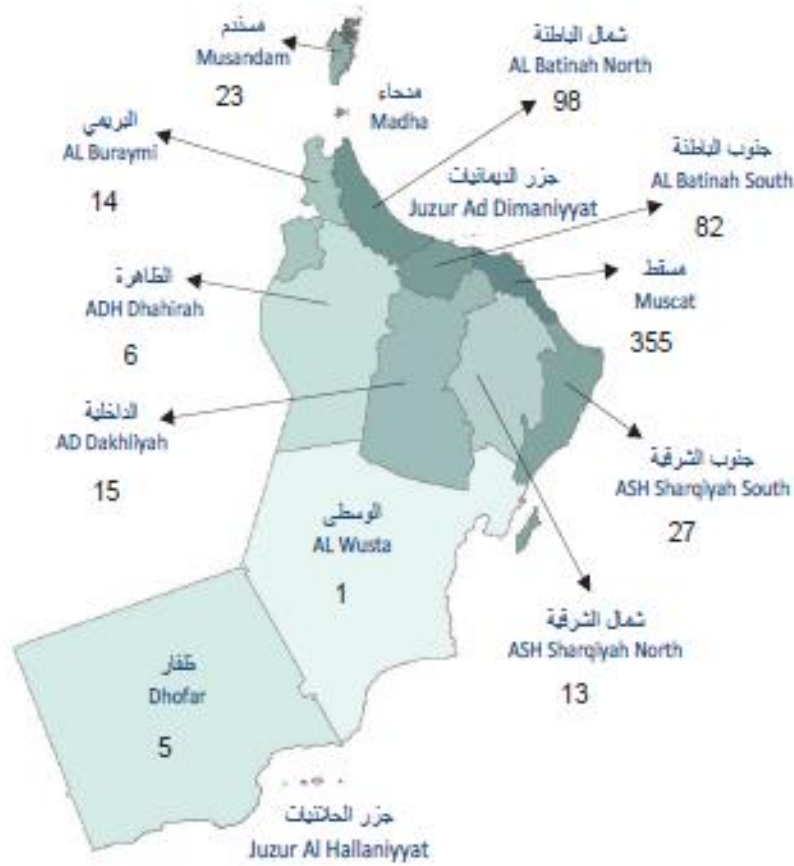 مسندم
Musandam
23
شمال الباطنة
AL Batinah North
98
مدحاء
Madha
البريمي
AL Buraymi
14
جنوب الباطنة
AL Batinah South
82
جزر الديمانيات
Juzur Ad Dimaniyyat
مسقط
Muscat
355
الظاهرة
ADH Dhahirah
6
الداخلية
AD Dakhliyah
15
جنوب الشرقية
ASH Sharqiyah South
27
الوسطى
AL Wusta
1
شمال الشرقية
ASH Sharqiyah North
13
ظفار
Dhofar
5
جزر الحلانيات
Juzur Al Hallaniyyat